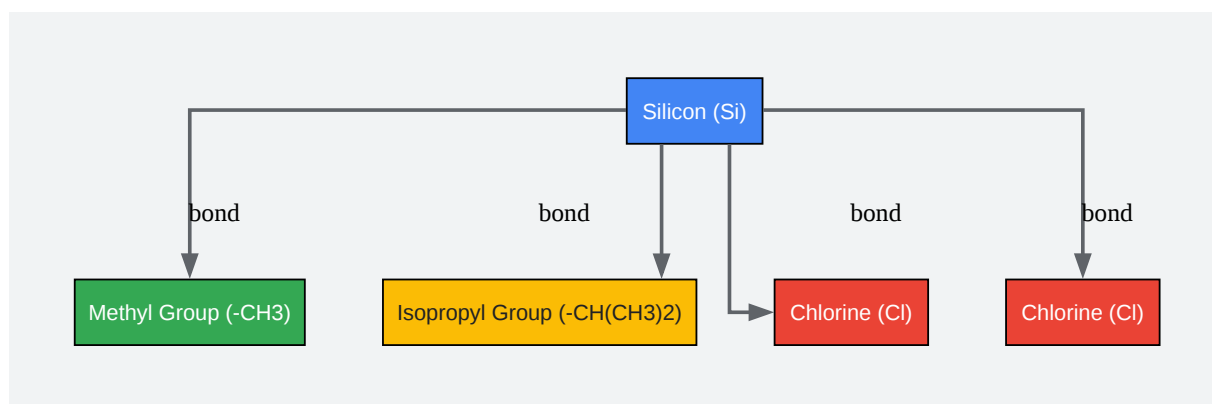 Silicon (Si)
bond
bond
bond
bond
Methyl Group (-CH3)
Isopropyl Group (-CH(CH3)2)
Chlorine (Cl)
Chlorine (Cl)